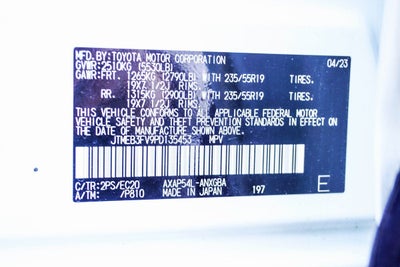 MFD. BY: TOYOTA MOTOR CORPORATION 04/23
GVWR: 2510KG (5530LB)
GAWR: FRT. 1265KG (2790LB) WITH 235/55R19 TIRES.
19X7 1/2J RIMS.
RR. 1315KG (2900LB) WITH 235/55R19 TIRES.
19X7 1/2J RIMS.
THIS VEHICLE CONFORMS TO ALL APPLICABLE FEDERAL MOTOR
VEHICLE SAFETY AND THEFT PREVENTION STANDARDS IN EFFECT ON
THE DATE OF MANUFACTURE SHOWN ABOVE.
JTMEB3FV9PD135453 MPV
C/TR: 2PS/EC20 AXAP54L-ANXGBA
A/TM: /P810 MADE IN JAPAN 197 E